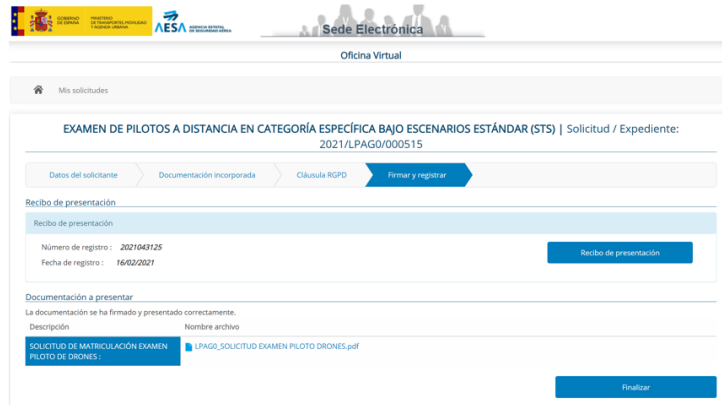 GOBIERNO
DE ESPAÑA
MINISTERIO
DE TRANSPORTES, MOVILIDAD
Y AGENDA URBANA
AESA AGENCIA ESTATAL
DE SEGURIDAD AÉREA
Sede Electrónica
Oficina Virtual
Mis solicitudes
EXAMEN DE PILOTOS A DISTANCIA EN CATEGORÍA ESPECÍFICA BAJO ESCENARIOS ESTÁNDAR (STS) | Solicitud / Expediente:
2021/LPAG0/000515
Datos del solicitante
Documentación incorporada
Cláusula RGPD
Firmar y registrar
Recibo de presentación
Recibo de presentación
Número de registro : 2021043125
Fecha de registro : 16/02/2021
Recibo de presentación
Documentación a presentar
La documentación se ha firmado y presentado correctamente.
Descripción Nombre archivo
SOLICITUD DE MATRICULACIÓN EXAMEN
PILOTO DE DRONES :
LPAG0_SOLICITUD EXAMEN PILOTO DRONES.pdf
Finalizar